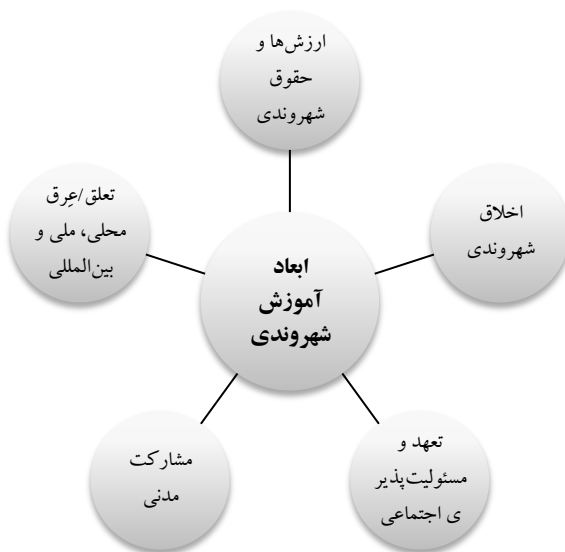 ارزش‌ها و
حقوق
شهروندی
تعلق/عِرق
محلی، ملی و
بین‌المللی
اخلاق
شهروندی
ابعاد
آموزش
شهروندی
مشارکت
مدنی
تعهد و
مسئولیت‌پذیر
ی اجتماعی